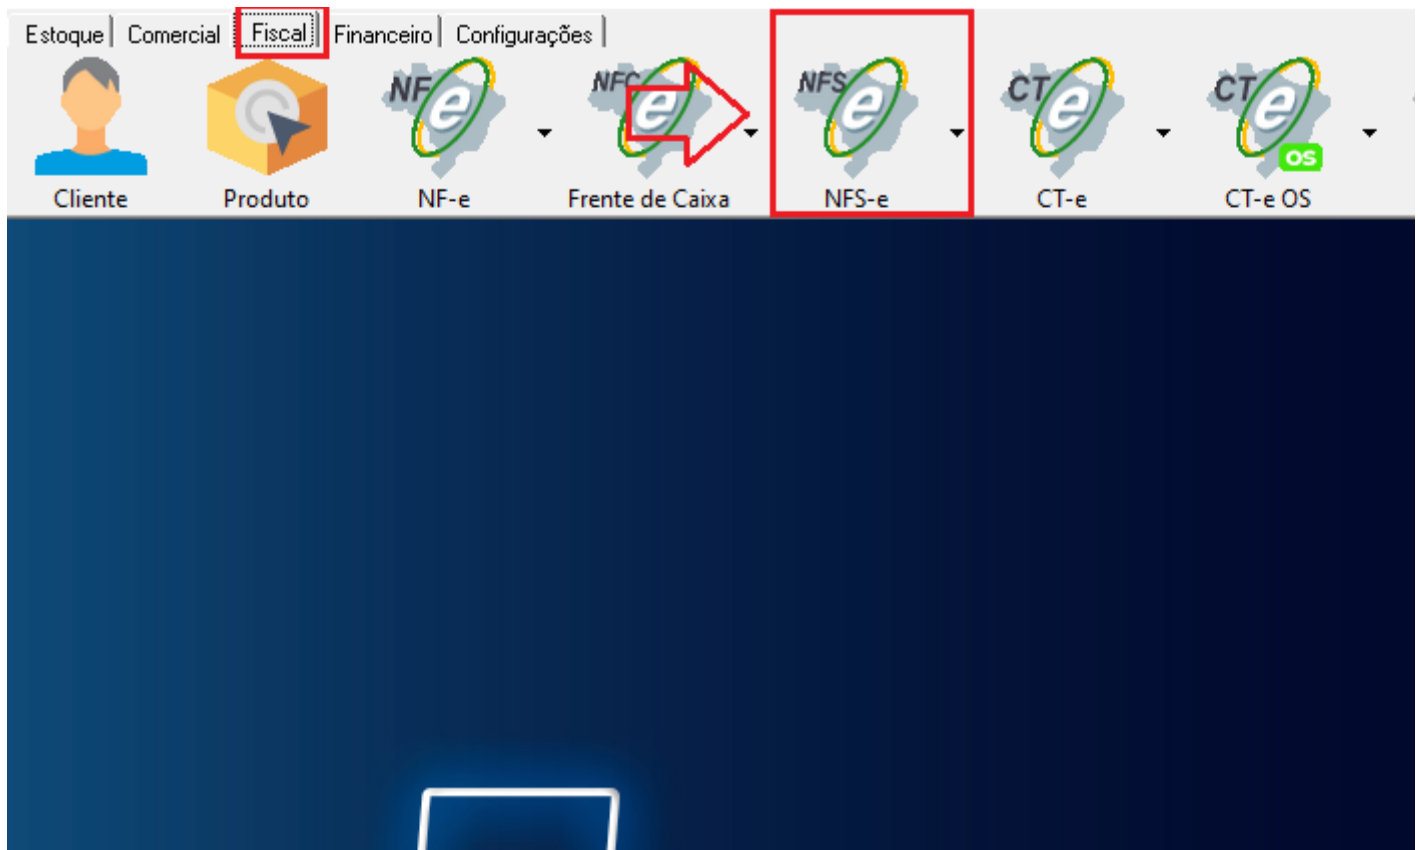 Estoque Comercial Fiscal Financeiro Configurações
NF e NFC e NFS e CT e CT e OS
Cliente Produto NF-e Frente de Caixa NFS-e CT-e CT-e OS